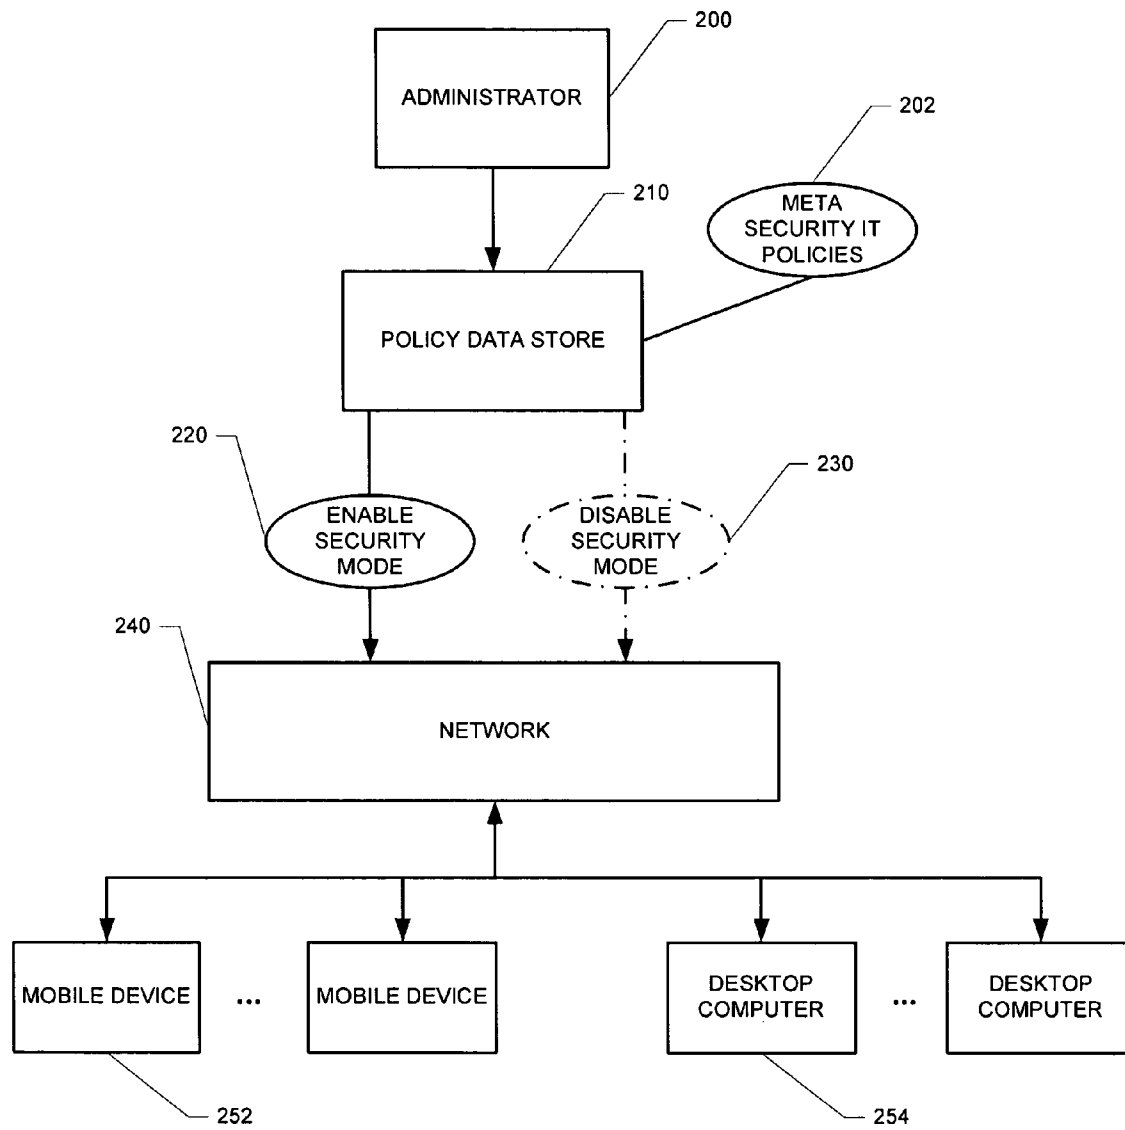 200
ADMINISTRATOR
202
210
META
SECURITY IT
POLICIES
POLICY DATA STORE
220
230
ENABLE
SECURITY
MODE
DISABLE
SECURITY
MODE
240
NETWORK
MOBILE DEVICE
...
MOBILE DEVICE
DESKTOP
COMPUTER
...
DESKTOP
COMPUTER
252
254